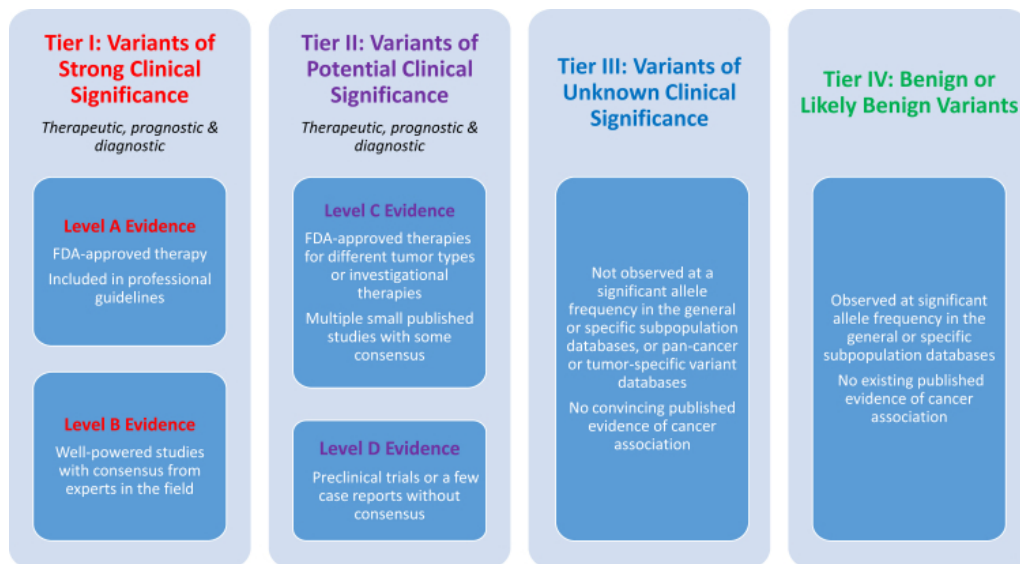 Tier I: Variants of
Strong Clinical
Significance
Therapeutic, prognostic &
diagnostic
Level A Evidence
FDA-approved therapy
Included in professional
guidelines
Level B Evidence
Well-powered studies
with consensus from
experts in the field
Tier II: Variants of
Potential Clinical
Significance
Therapeutic, prognostic &
diagnostic
Level C Evidence
FDA-approved therapies
for different tumor types
or investigational
therapies
Multiple small published
studies with some
consensus
Level D Evidence
Preclinical trials or a few
case reports without
consensus
Tier III: Variants of
Unknown Clinical
Significance
Not observed at a
significant allele
frequency in the general
or specific subpopulation
databases, or pan-cancer
or tumor-specific variant
databases
No convincing published
evidence of cancer
association
Tier IV: Benign or
Likely Benign Variants
Observed at significant
allele frequency in the
general or specific
subpopulation databases
No existing published
evidence of cancer
association